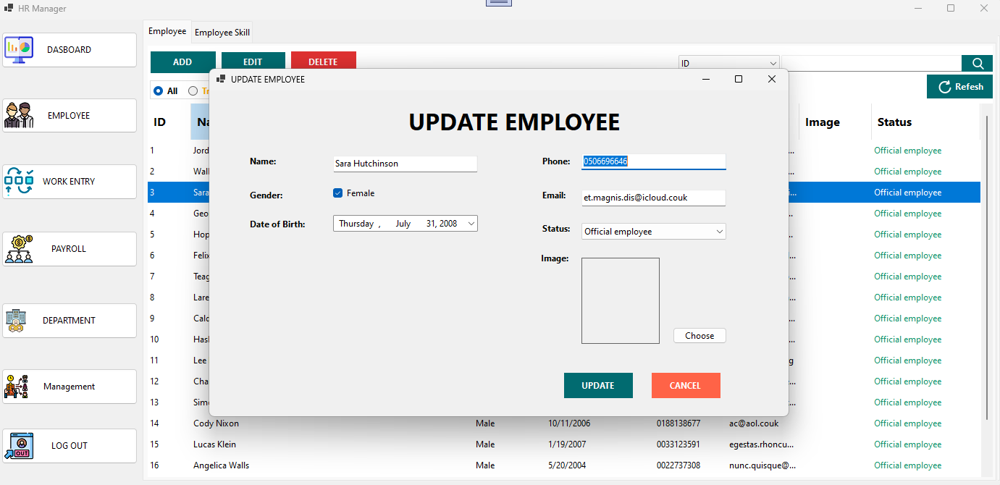 HR Manager
DASBOARD
EMPLOYEE
WORK ENTRY
PAYROLL
DEPARTMENT
Management
OUT
LOG OUT
Employee Employee Skill
ADD EDIT DELETE ID
Refesh
All Tr
ID Na Image Status
1 Jord ... Official employee
2 Wall ... Official employee
3 Sara i... Official employee
4 Geo ... Official employee
5 Hop ... Official employee
6 Felix ... Official employee
7 Teag ... Official employee
8 Lare ... Official employee
9 Calc ... Official employee
10 Hask ... Official employee
11 Lee g Official employee
12 Cha ... Official employee
13 Sime ... Official employee
14 Cody Nixon Male 10/11/2006 0188138677 ac@aol.couk Official employee
15 Lucas Klein Male 1/19/2007 0033123591 egestas.rhoncu... Official employee
16 Angelica Walls Male 5/20/2004 0022737308 nunc.quisque@... Official employee
UPDATE EMPLOYEE
UPDATE EMPLOYEE
Name: Sara Hutchinson
Gender: Female
Date of Birth: Thursday , July 31, 2008
Phone: 0506696646
Email: et.magnis.dis@icloud.couk
Status: Official employee
Image:
Choose
UPDATE CANCEL